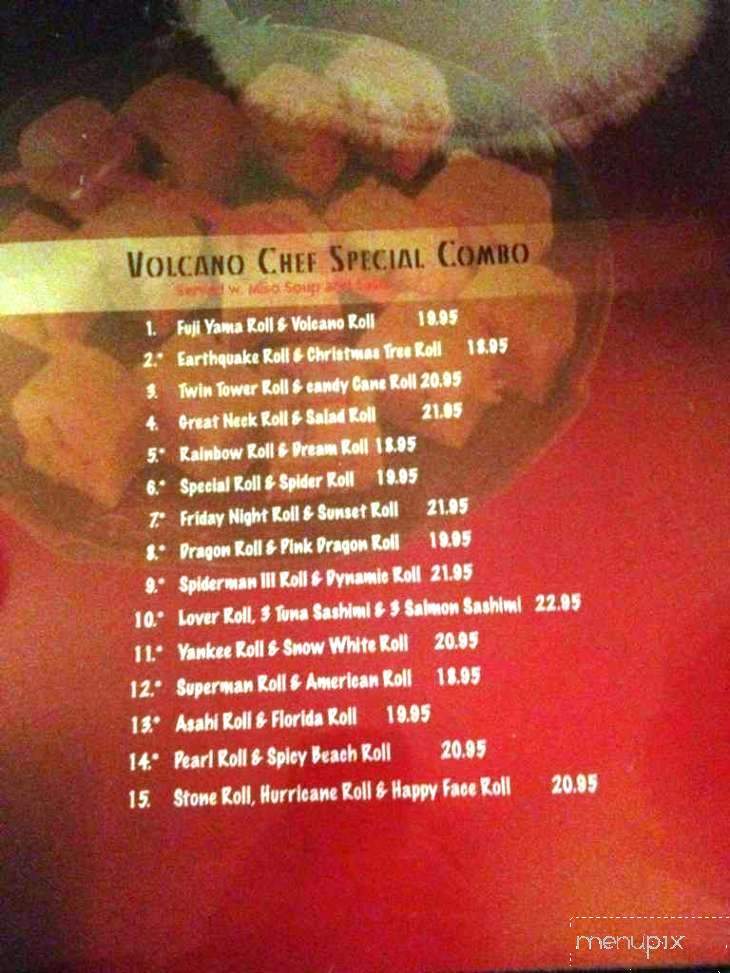 VOLCANO CHEF SPECIAL COMBO
Served w. Miso Soup and Salad
1. Fuji Yama Roll & Volcano Roll 19.95
2.* Earthquake Roll & Christmas Tree Roll 18.95
3. Twin Tower Roll & candy Cane Roll 20.95
4. Great Neck Roll & Salad Roll 21.95
5.* Rainbow Roll & Dream Roll 18.95
6.* Special Roll & Spider Roll 19.95
7.* Friday Night Roll & Sunset Roll 21.95
8.* Dragon Roll & Pink Dragon Roll 19.95
9.* Spiderman III Roll & Dynamic Roll 21.95
10.* Lover Roll, 3 Tuna Sashimi & 3 Salmon Sashimi 22.95
11.* Yankee Roll & Snow White Roll 20.95
12.* Superman Roll & American Roll 18.95
13.* Asahi Roll & Florida Roll 19.95
14.* Pearl Roll & Spicy Beach Roll 20.95
15. Stone Roll, Hurricane Roll & Happy Face Roll 20.95
menupix